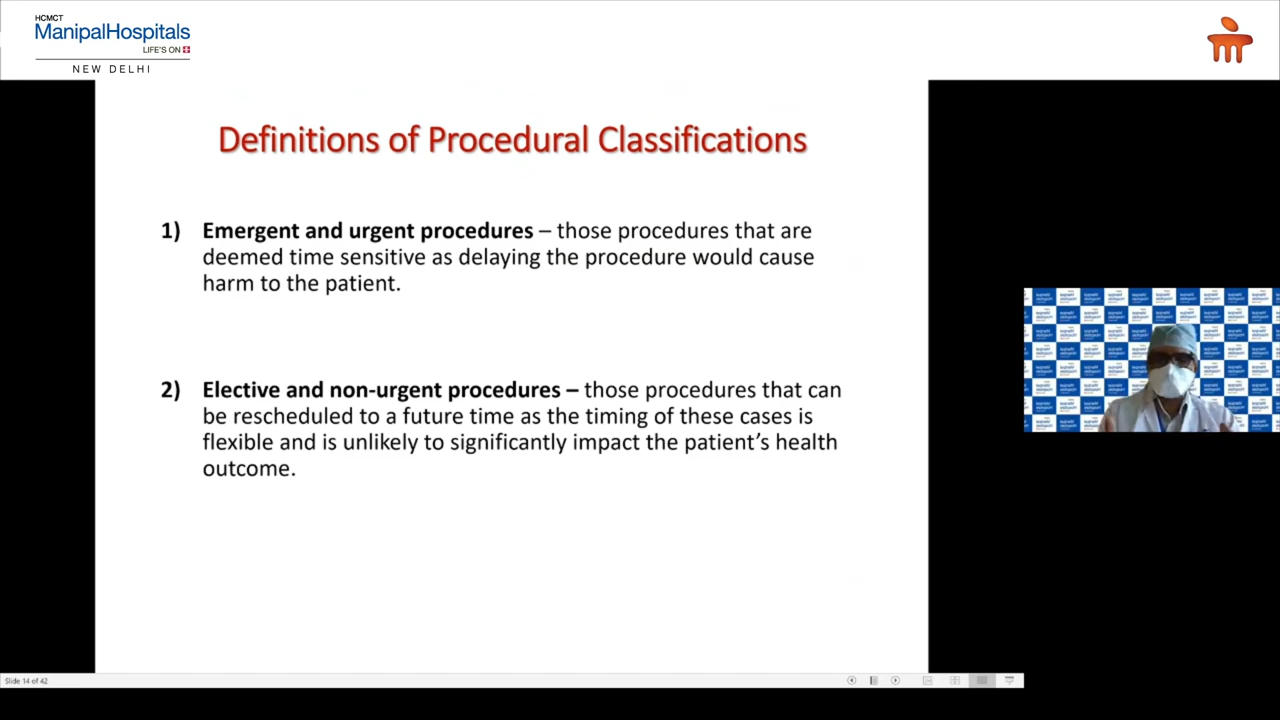 HCMCT
ManipalHospitals
LIFE'S ON
NEW DELHI
Definitions of Procedural Classifications
1) Emergent and urgent procedures – those procedures that are
deemed time sensitive as delaying the procedure would cause
harm to the patient.
2) Elective and non-urgent procedures – those procedures that can
be rescheduled to a future time as the timing of these cases is
flexible and is unlikely to significantly impact the patient's health
outcome.
Slide 14 of 42